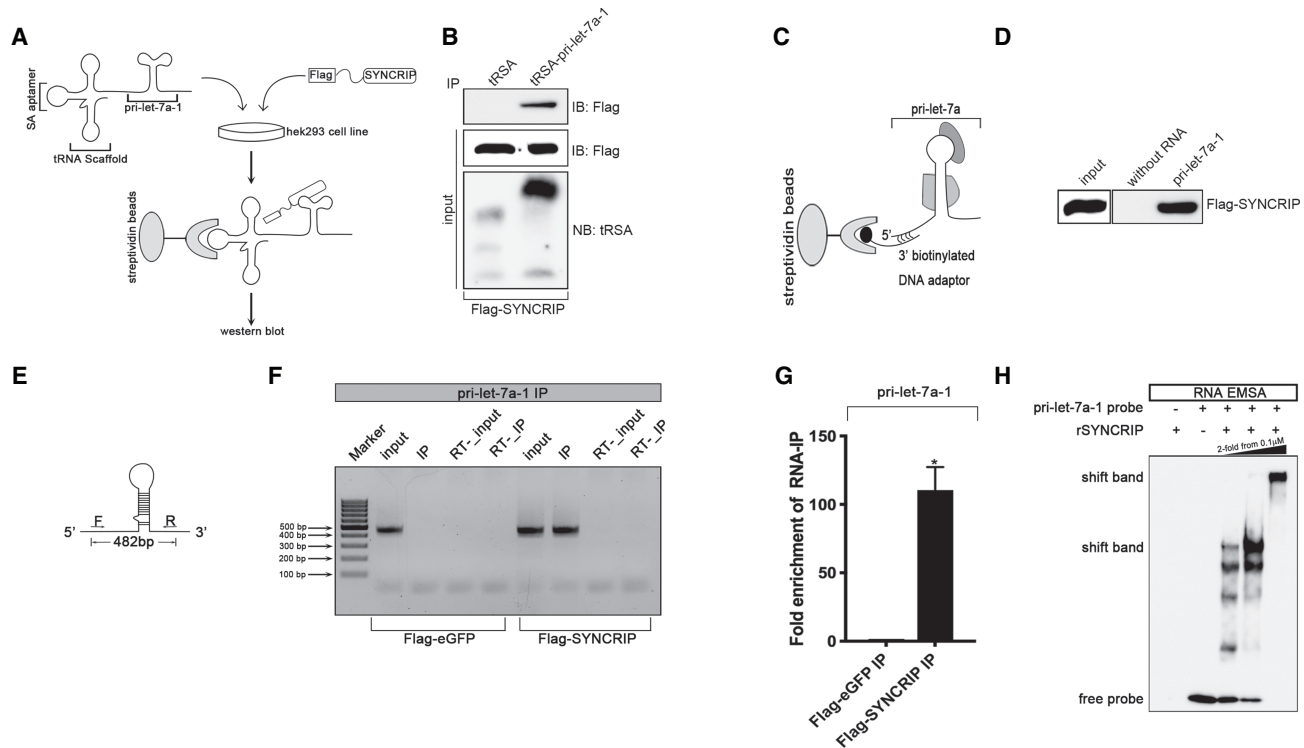 A
SA aptamer
pri-let-7a-1
tRNA Scaffold
Flag
SYNCRIP
hek293 cell line
streptividin beads
western blot
B
IP
tRSA
tRSA-pri-let-7a-1
IB: Flag
IB: Flag
input
NB: tRSA
Flag-SYNCRIP
C
pri-let-7a
streptividin beads
5'
3' biotinylated
DNA adaptor
D
input
without RNA
pri-let-7a-1
Flag-SYNCRIP
E
5'
F
R
3'
482bp
F
pri-let-7a-1 IP
Marker
input
IP
RT-_input
RT-_IP
input
IP
RT-_input
RT-_IP
500 bp
400 bp
300 bp
200 bp
100 bp
Flag-eGFP
Flag-SYNCRIP
G
pri-let-7a-1
Fold enrichment of RNA-IP
150
100
50
0
*
Flag-eGFP IP
Flag-SYNCRIP IP
H
RNA EMSA
pri-let-7a-1 probe - + + + +
rSYNCRIP + - + + +
2-fold from 0.1μM
shift band
shift band
free probe